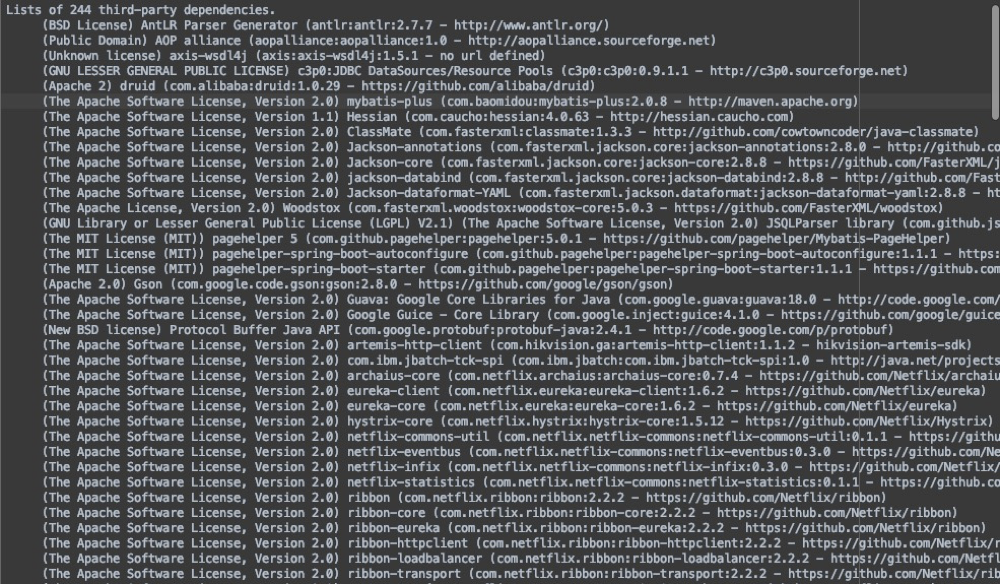 Lists of 244 third-party dependencies.
(BSD License) AntLR Parser Generator (antlr:antlr:2.7.7 - http://www.antlr.org/)
(Public Domain) AOP alliance (aopalliance:aopalliance:1.0 - http://aopalliance.sourceforge.net)
(Unknown license) axis-wsdl4j (axis:axis-wsdl4j:1.5.1 - no url defined)
(GNU LESSER GENERAL PUBLIC LICENSE) c3p0:JDBC DataSources/Resource Pools (c3p0:c3p0:0.9.1.1 - http://c3p0.sourceforge.net)
(Apache 2) druid (com.alibaba:druid:1.0.29 - https://github.com/alibaba/druid)
(The Apache Software License, Version 2.0) mybatis-plus (com.baomidou:mybatis-plus:2.0.8 - http://maven.apache.org)
(The Apache Software License, Version 1.1) Hessian (com.caucho:hessian:4.0.63 - http://hessian.caucho.com)
(The Apache Software License, Version 2.0) ClassMate (com.fasterxml:classmate:1.3.3 - http://github.com/cowtowncoder/java-classmate)
(The Apache Software License, Version 2.0) Jackson-annotations (com.fasterxml.jackson.core:jackson-annotations:2.8.0 - http://github.co
(The Apache Software License, Version 2.0) Jackson-core (com.fasterxml.jackson.core:jackson-core:2.8.8 - https://github.com/FasterXML/j
(The Apache Software License, Version 2.0) jackson-databind (com.fasterxml.jackson.core:jackson-databind:2.8.8 - http://github.com/Fast
(The Apache Software License, Version 2.0) Jackson-dataformat-YAML (com.fasterxml.jackson.dataformat:jackson-dataformat-yaml:2.8.8 - h
(The Apache License, Version 2.0) Woodstox (com.fasterxml.woodstox:woodstox-core:5.0.3 - https://github.com/FasterXML/woodstox)
(GNU Library or Lesser General Public License (LGPL) V2.1) (The Apache Software License, Version 2.0) JSQLParser library (com.github.js
(The MIT License (MIT)) pagehelper 5 (com.github.pagehelper:pagehelper:5.0.1 - https://github.com/pagehelper/Mybatis-PageHelper)
(The MIT License (MIT)) pagehelper-spring-boot-autoconfigure (com.github.pagehelper:pagehelper-spring-boot-autoconfigure:1.1.1 - https:
(The MIT License (MIT)) pagehelper-spring-boot-starter (com.github.pagehelper:pagehelper-spring-boot-starter:1.1.1 - https://github.com
(Apache 2.0) Gson (com.google.code.gson:gson:2.8.0 - https://github.com/google/gson/gson)
(The Apache Software License, Version 2.0) Guava: Google Core Libraries for Java (com.google.guava:guava:18.0 - http://code.google.com/
(The Apache Software License, Version 2.0) Google Guice - Core Library (com.google.inject:guice:4.1.0 - https://github.com/google/guice
(New BSD license) Protocol Buffer Java API (com.google.protobuf:protobuf-java:2.4.1 - http://code.google.com/p/protobuf)
(The Apache Software License, Version 2.0) artemis-http-client (com.hikvision.ga:artemis-http-client:1.1.2 - hikvision-artemis-sdk)
(The Apache Software License, Version 2.0) com.ibm.jbatch-tck-spi (com.ibm.jbatch:com.ibm.jbatch-tck-spi:1.0 - http://java.net/projects
(The Apache Software License, Version 2.0) archaius-core (com.netflix.archaius:archaius-core:0.7.4 - https://github.com/Netflix/archaiu
(The Apache Software License, Version 2.0) eureka-client (com.netflix.eureka:eureka-client:1.6.2 - https://github.com/Netflix/eureka)
(The Apache Software License, Version 2.0) eureka-core (com.netflix.eureka:eureka-core:1.6.2 - https://github.com/Netflix/eureka)
(The Apache Software License, Version 2.0) hystrix-core (com.netflix.hystrix:hystrix-core:1.5.12 - https://github.com/Netflix/Hystrix)
(The Apache Software License, Version 2.0) netflix-commons-util (com.netflix.netflix-commons:netflix-commons-util:0.1.1 - https://githu
(The Apache Software License, Version 2.0) netflix-eventbus (com.netflix.netflix-commons:netflix-eventbus:0.3.0 - https://github.com/Ne
(The Apache Software License, Version 2.0) netflix-infix (com.netflix.netflix-commons:netflix-infix:0.3.0 - https://github.com/Netflix/
(The Apache Software License, Version 2.0) netflix-statistics (com.netflix.netflix-commons:netflix-statistics:0.1.1 - https://github.co
(The Apache Software License, Version 2.0) ribbon (com.netflix.ribbon:ribbon:2.2.2 - https://github.com/Netflix/ribbon)
(The Apache Software License, Version 2.0) ribbon-core (com.netflix.ribbon:ribbon-core:2.2.2 - https://github.com/Netflix/ribbon)
(The Apache Software License, Version 2.0) ribbon-eureka (com.netflix.ribbon:ribbon-eureka:2.2.2 - https://github.com/Netflix/ribbon)
(The Apache Software License, Version 2.0) ribbon-httpclient (com.netflix.ribbon:ribbon-httpclient:2.2.2 - https://github.com/Netflix/r
(The Apache Software License, Version 2.0) ribbon-loadbalancer (com.netflix.ribbon:ribbon-loadbalancer:2.2.2 - https://github.com/Netfl
(The Apache Software License, Version 2.0) ribbon-transport (com.netflix.ribbon:ribbon-transport:2.2.2 - https://github.com/Netflix/rib